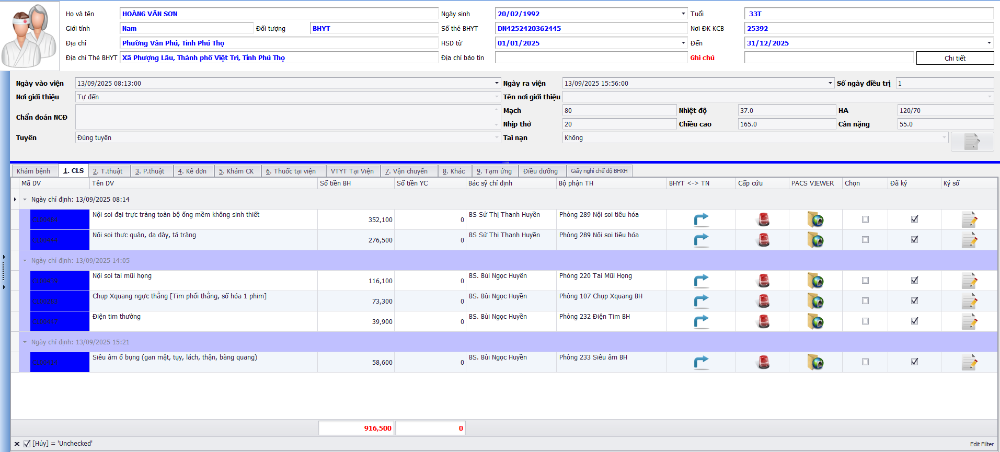 Họ và tên HOÀNG VĂN SƠN Ngày sinh 20/02/1992 Tuổi 33T
Giới tính Nam Đối tượng BHYT Số thẻ BHYT DN4252420362445 Nơi ĐK KCB 25392
Địa chỉ Phường Vân Phú, Tỉnh Phú Thọ HSD từ 01/01/2025 Đến 31/12/2025
Địa chỉ Thẻ BHYT Xã Phượng Lâu, Thành phố Việt Trì, Tỉnh Phú Thọ Địa chỉ báo tin Ghi chú Chi tiết
Ngày vào viện 13/09/2025 08:13:00 Ngày ra viện 13/09/2025 15:56:00 Số ngày điều trị 1
Nơi giới thiệu Tự đến Tên nơi giới thiệu
Chẩn đoán NCĐ Mạch 80 Nhiệt độ 37.0 HA 120/70
Nhịp thở 20 Chiều cao 165.0 Cân nặng 55.0
Tuyến Đúng tuyến Tai nạn Không
Khám bệnh 1. CLS 2. T.thuật 3. P.thuật 4. Kê đơn 5. Khám CK 6. Thuốc tại viện VTYT Tại Viện 7. Vận chuyển 8. Khác 9. Tạm ứng Điều dưỡng Giấy nghỉ chế độ BHXH
Mã DV Tên DV Số tiền BH Số tiền YC Bác sỹ chỉ định Bộ phận TH BHYT <-> TN Cấp cứu PACS VIEWER Chọn Đã ký Ký số
Ngày chỉ định: 13/09/2025 08:14
Nội soi đại trực tràng toàn bộ ống mềm không sinh thiết 352,100 0 BS Sử Thị Thanh Huyền Phòng 289 Nội soi tiêu hóa
Nội soi thực quản, dạ dày, tá tràng 276,500 0 BS Sử Thị Thanh Huyền Phòng 289 Nội soi tiêu hóa
Ngày chỉ định: 13/09/2025 14:05
Nội soi tai mũi họng 116,100 0 BS. Bùi Ngọc Huyền Phòng 220 Tai Mũi Họng
Chụp Xquang ngực thẳng [Tim phổi thẳng, số hóa 1 phim] 73,300 0 BS. Bùi Ngọc Huyền Phòng 107 Chụp Xquang BH
Điện tim thường 39,900 0 BS. Bùi Ngọc Huyền Phòng 232 Điện Tim BH
Ngày chỉ định: 13/09/2025 15:21
Siêu âm ổ bụng (gan mật, tụy, lách, thận, bàng quang) 58,600 0 BS. Bùi Ngọc Huyền Phòng 233 Siêu âm BH
916,500 0
[Hủy] = 'Unchecked' Edit Filter